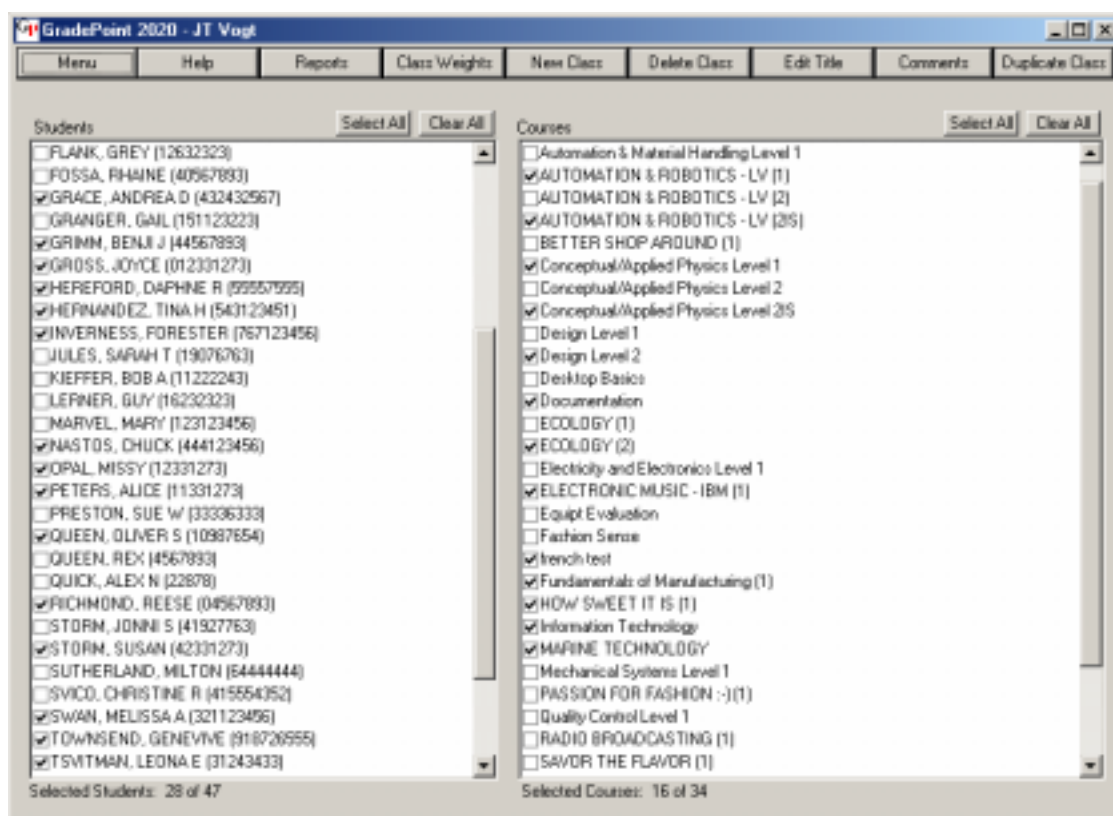 GradePoint 2020 - JT Vogt
Menu Help Reports Class Weights New Class Delete Class Edit Title Comments Duplicate Class
Students Select All Clear All
FLANK, GREY (12632323)
FOSSA, RHAINE (40567893)
GRACE, ANDREA D (432432567)
GRANGER, GAIL (151123223)
GRIMM, BENJI J (44567893)
GROSS, JOYCE (012331273)
HEREFORD, DAPHNE R (55557555)
HERNANDEZ, TINA H (543123451)
INVERNESS, FORESTER (767123456)
JULES, SARAH T (19076763)
KIEFFER, BOB A (11222243)
LERNER, GUY (16232323)
MARVEL, MARY (123123456)
NASTOS, CHUCK (444123456)
OPAL, MISSY (12331273)
PETERS, ALICE (11331273)
PRESTON, SUE W (33336333)
QUEEN, OLIVER S (10987654)
QUEEN, REX (4567893)
QUICK, ALEX N (22878)
RICHMOND, REESE (04567893)
STORM, JONNI S (41927763)
STORM, SUSAN (42331273)
SUTHERLAND, MILTON (64444444)
SVICO, CHRISTINE R (415554352)
SWAN, MELISSA A (321123456)
TOWNSEND, GENEVIVE (918726555)
TSVITMAN, LEONA E (31243433)
Selected Students: 28 of 47
Courses Select All Clear All
Automation & Material Handling Level 1
AUTOMATION & ROBOTICS - LV (1)
AUTOMATION & ROBOTICS - LV (2)
AUTOMATION & ROBOTICS - LV (2IS)
BETTER SHOP AROUND (1)
Conceptual/Applied Physics Level 1
Conceptual/Applied Physics Level 2
Conceptual/Applied Physics Level 2IS
Design Level 1
Design Level 2
Desktop Basics
Documentation
ECOLOGY (1)
ECOLOGY (2)
Electricity and Electronics Level 1
ELECTRONIC MUSIC - IBM (1)
Equipt Evaluation
Fashion Sense
french test
Fundamentals of Manufacturing (1)
HOW SWEET IT IS (1)
Information Technology
MARINE TECHNOLOGY
Mechanical Systems Level 1
PASSION FOR FASHION :-) (1)
Quality Control Level 1
RADIO BROADCASTING (1)
SAVOR THE FLAVOR (1)
Selected Courses: 16 of 34